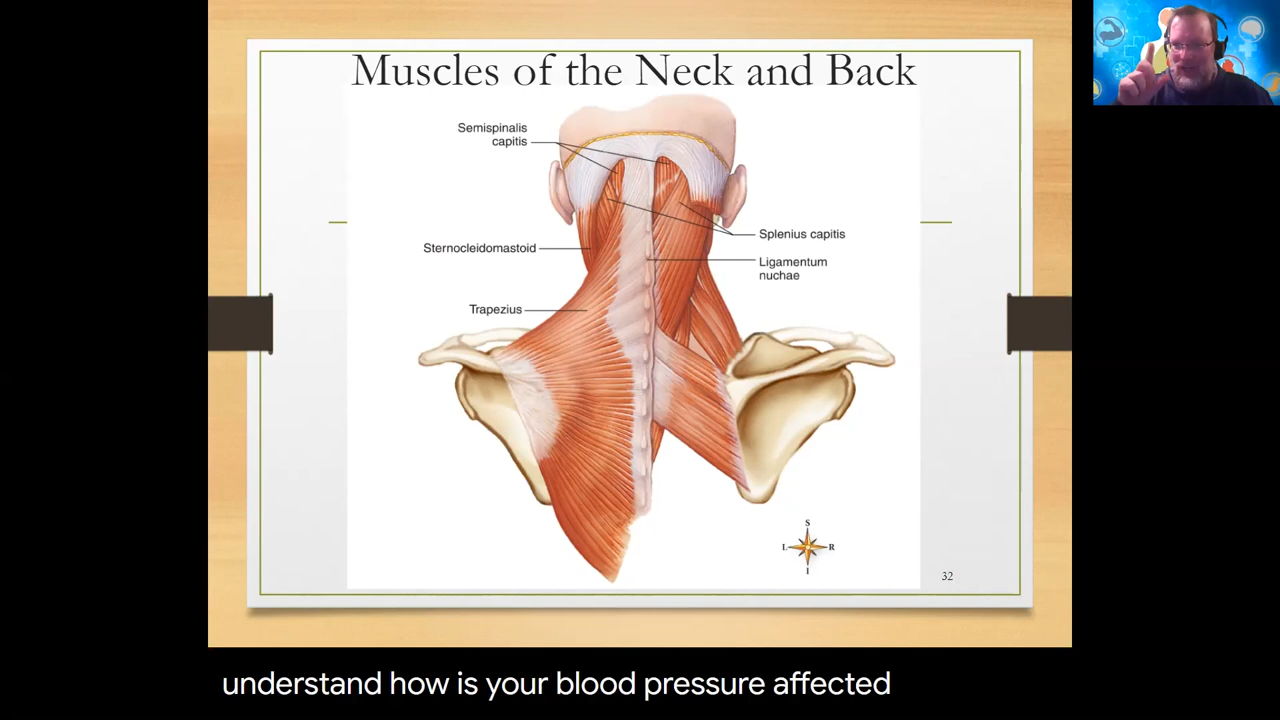 Muscles of the Neck and Back
Semispinalis
capitis
Splenius capitis
Sternocleidomastoid
Ligamentum
nuchae
Trapezius
S
L R
I
32
understand how is your blood pressure affected